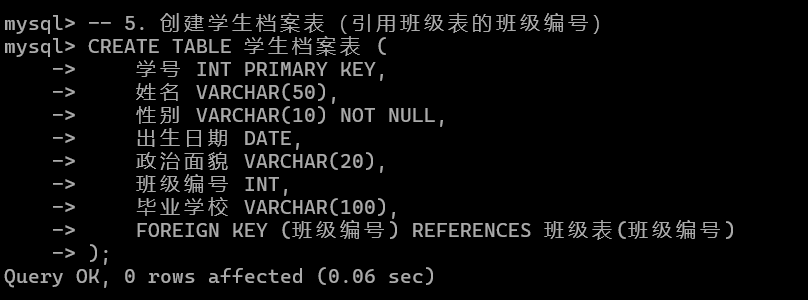 mysql> -- 5. 创建学生档案表（引用班级表的班级编号）
mysql> CREATE TABLE 学生档案表 (
    ->     学号 INT PRIMARY KEY,
    ->     姓名 VARCHAR(50),
    ->     性别 VARCHAR(10) NOT NULL,
    ->     出生日期 DATE,
    ->     政治面貌 VARCHAR(20),
    ->     班级编号 INT,
    ->     毕业学校 VARCHAR(100),
    ->     FOREIGN KEY (班级编号) REFERENCES 班级表(班级编号)
    -> );
Query OK, 0 rows affected (0.06 sec)